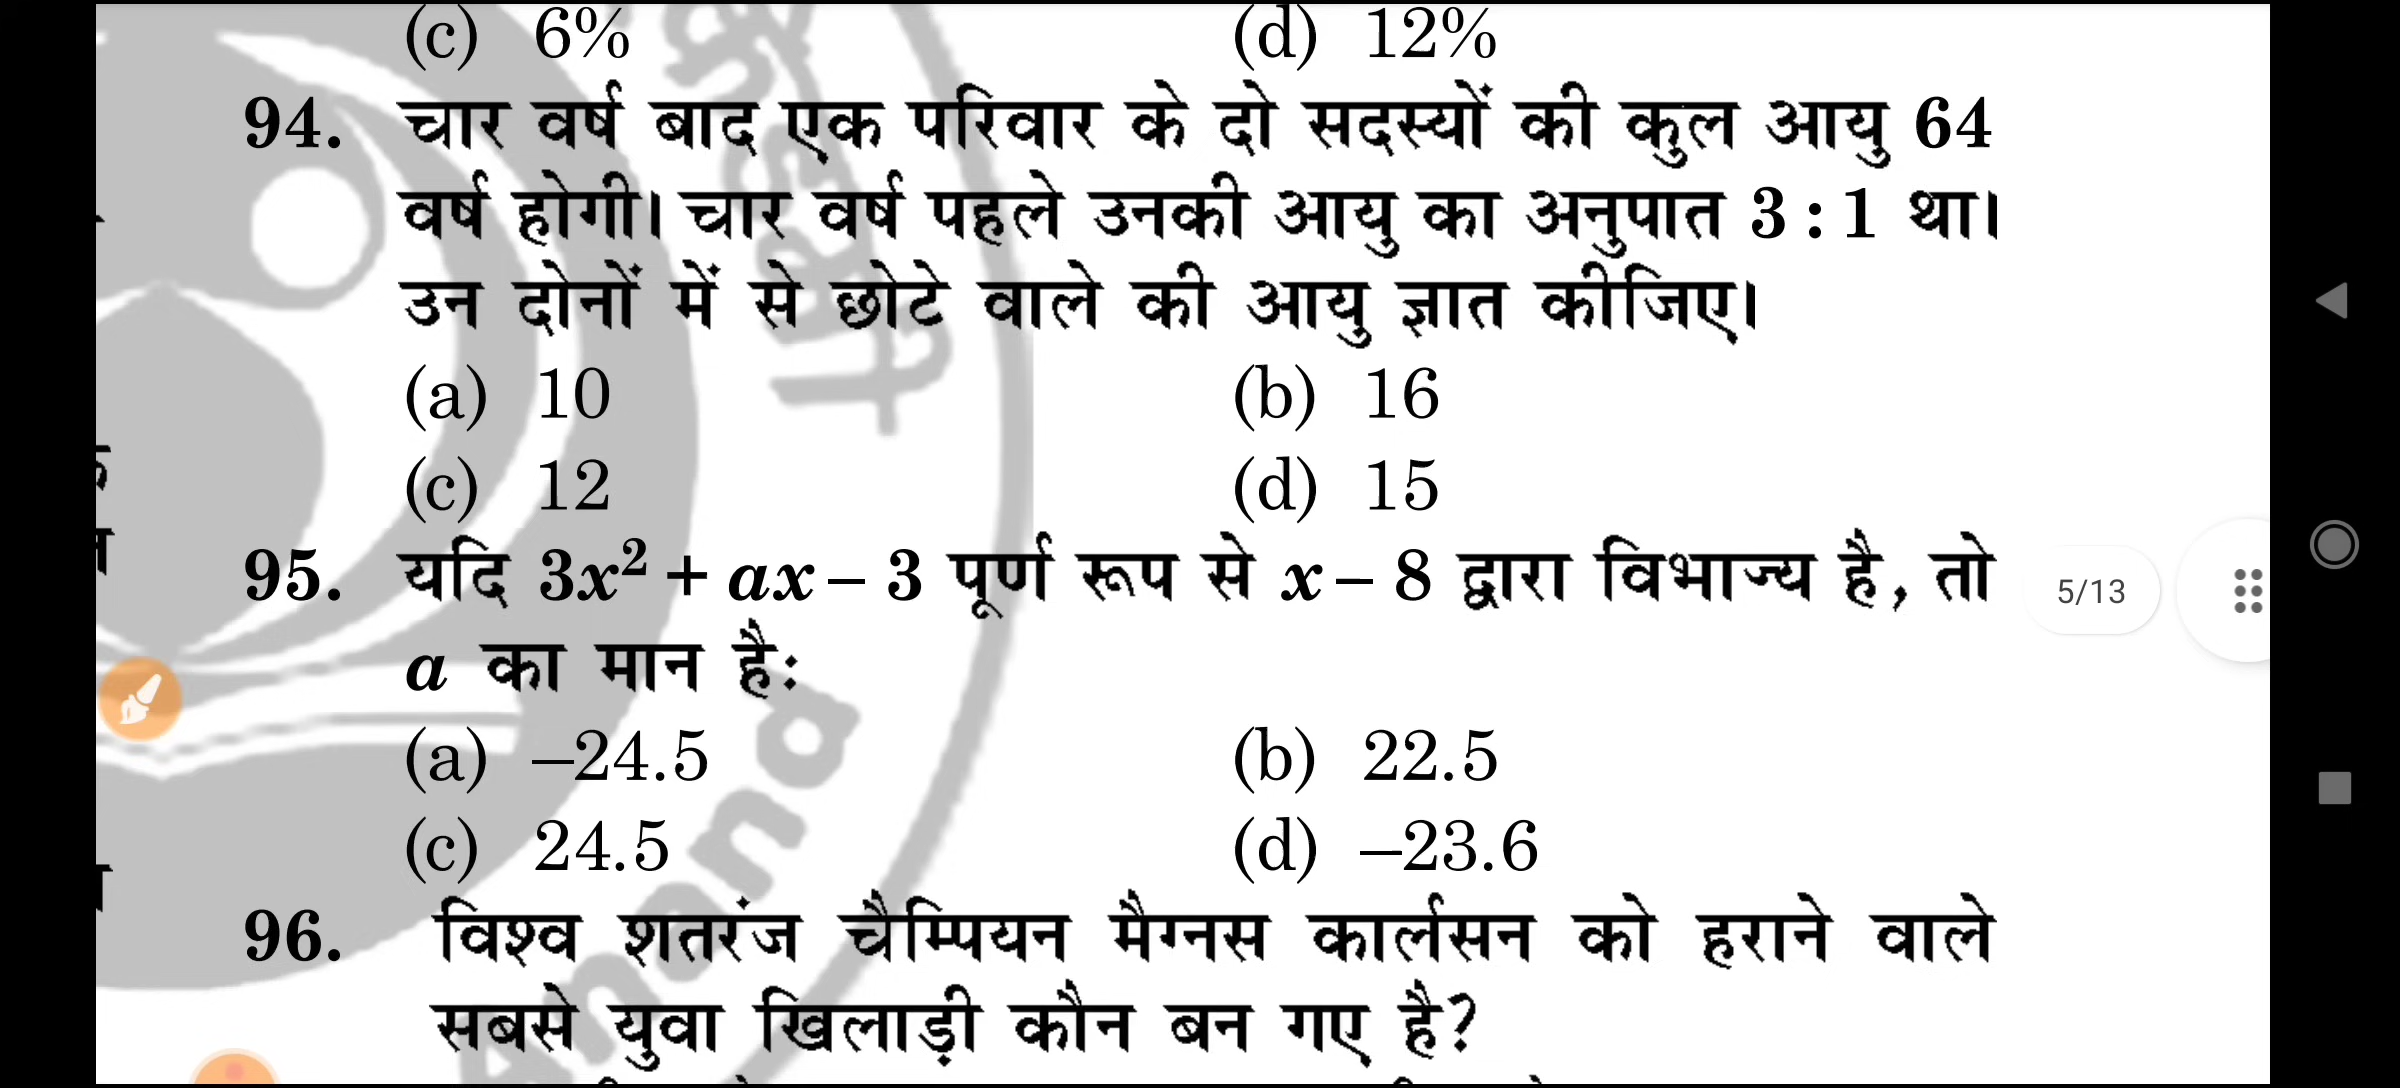 (c) 6% (d) 12%
94. चार वर्ष बाद एक परिवार के दो सदस्यों की कुल आयु 64
वर्ष होगी। चार वर्ष पहले उनकी आयु का अनुपात 3 : 1 था।
उन दोनों में से छोटे वाले की आयु ज्ञात कीजिए।
(a) 10 (b) 16
(c) 12 (d) 15
95. यदि 3x² + ax – 3 पूर्ण रूप से x – 8 द्वारा विभाज्य है, तो
a का मान है:
(a) –24.5 (b) 22.5
(c) 24.5 (d) –23.6
96. विश्व शतरंज चैम्पियन मैग्नस कार्लसन को हराने वाले
सबसे युवा खिलाड़ी कौन बन गए है?
5/13
Anand